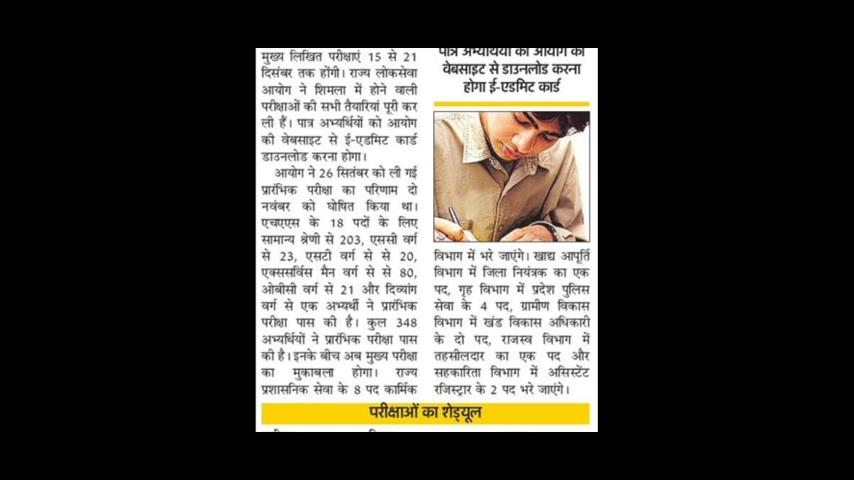 मुख्य लिखित परीक्षाएं 15 से 21
दिसंबर तक होंगी। राज्य लोकसेवा
आयोग ने शिमला में होने वाली
परीक्षाओं की सभी तैयारियां पूरी कर
ली हैं। पात्र अभ्यर्थियों को आयोग
की वेबसाइट से ई-एडमिट कार्ड
डाउनलोड करना होगा।
आयोग ने 26 सितंबर को ली गई
प्रारंभिक परीक्षा का परिणाम दो
नवंबर को घोषित किया था।
एचएएस के 18 पदों के लिए
सामान्य श्रेणी से 203, एससी वर्ग
से 23, एसटी वर्ग से से 20,
एक्ससर्विस मैन वर्ग से से 80,
ओबीसी वर्ग से 21 और दिव्यांग
वर्ग से एक अभ्यर्थी ने प्रारंभिक
परीक्षा पास की है। कुल 348
अभ्यर्थियों ने प्रारंभिक परीक्षा पास
की है। इनके बीच अब मुख्य परीक्षा
का मुकाबला होगा। राज्य
प्रशासनिक सेवा के 8 पद कार्मिक
पात्र अभ्यर्थियों को आयोग की
वेबसाइट से डाउनलोड करना
होगा ई-एडमिट कार्ड
विभाग में भरे जाएंगे। खाद्य आपूर्ति
विभाग में जिला नियंत्रक का एक
पद, गृह विभाग में प्रदेश पुलिस
सेवा के 4 पद, ग्रामीण विकास
विभाग में खंड विकास अधिकारी
के दो पद, राजस्व विभाग में
तहसीलदार का एक पद और
सहकारिता विभाग में असिस्टेंट
रजिस्ट्रार के 2 पद भरे जाएंगे।
परीक्षाओं का शेड्यूल